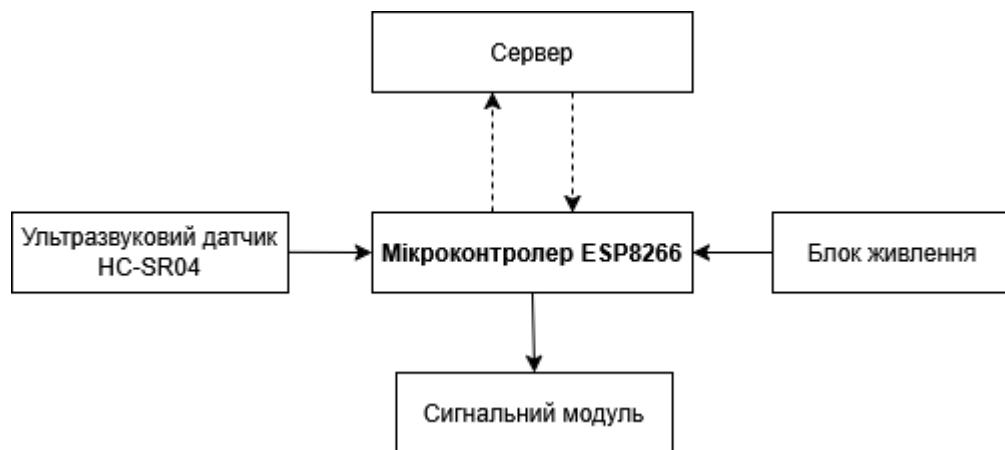 Сервер
Ультразвуковий датчик
HC-SR04
Мікроконтролер ESP8266
Блок живлення
Сигнальний модуль